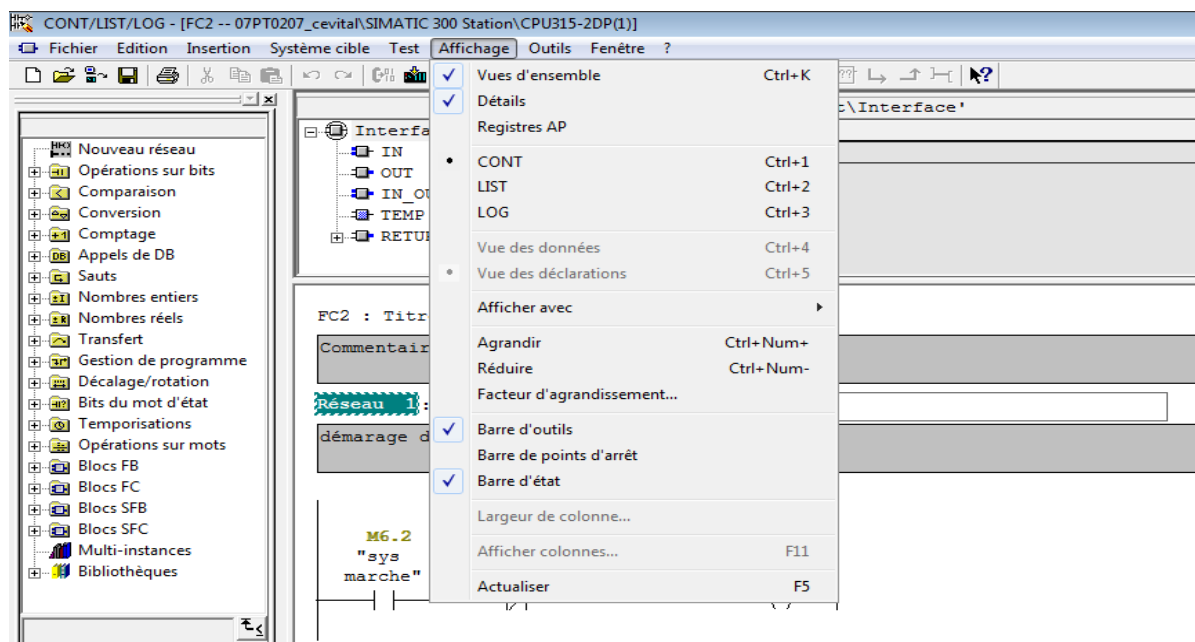 CONT/LIST/LOG - [FC2 -- 07PT0207_cevital\SIMATIC 300 Station\CPU315-2DP(1)]
Fichier Edition Insertion Système cible Test Affichage Outils Fenêtre ?
Nouveau réseau
Opérations sur bits
Comparaison
Conversion
Comptage
Appels de DB
Sauts
Nombres entiers
Nombres réels
Transfert
Gestion de programme
Décalage/rotation
Bits du mot d'état
Temporisations
Opérations sur mots
Blocs FB
Blocs FC
Blocs SFB
Blocs SFC
Multi-instances
Bibliothèques
Interfa
IN
OUT
IN_OU
TEMP
RETUR
t\Interface'
Vues d'ensemble Ctrl+K
Détails
Registres AP
CONT Ctrl+1
LIST Ctrl+2
LOG Ctrl+3
Vue des données Ctrl+4
Vue des déclarations Ctrl+5
Afficher avec
Agrandir Ctrl+Num+
Réduire Ctrl+Num-
Facteur d'agrandissement...
Barre d'outils
Barre de points d'arrêt
Barre d'état
Largeur de colonne...
Afficher colonnes... F11
Actualiser F5
FC2 : Titr
Commentair
Réseau 1:
démarage d
M6.2
"sys
marche"